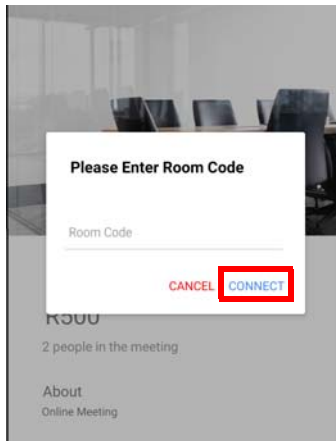 Please Enter Room Code
Room Code
CANCEL CONNECT
R500
2 people in the meeting
About
Online Meeting